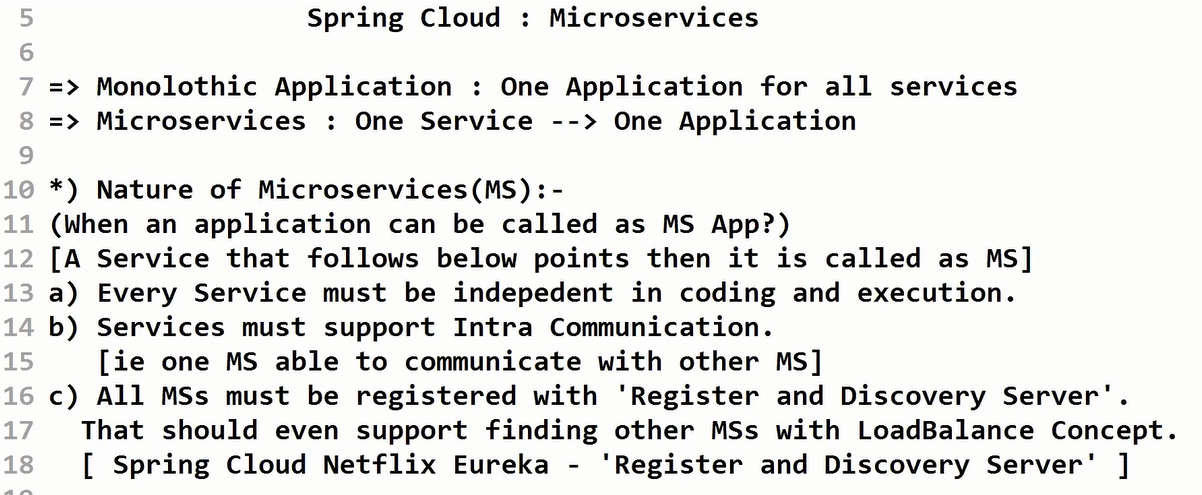 5 Spring Cloud : Microservices
6
7 => Monolothic Application : One Application for all services
8 => Microservices : One Service --> One Application
9
10 *) Nature of Microservices(MS):-
11 (When an application can be called as MS App?)
12 [A Service that follows below points then it is called as MS]
13 a) Every Service must be indepedent in coding and execution.
14 b) Services must support Intra Communication.
15 [ie one MS able to communicate with other MS]
16 c) All MSs must be registered with 'Register and Discovery Server'.
17 That should even support finding other MSs with LoadBalance Concept.
18 [ Spring Cloud Netflix Eureka - 'Register and Discovery Server' ]